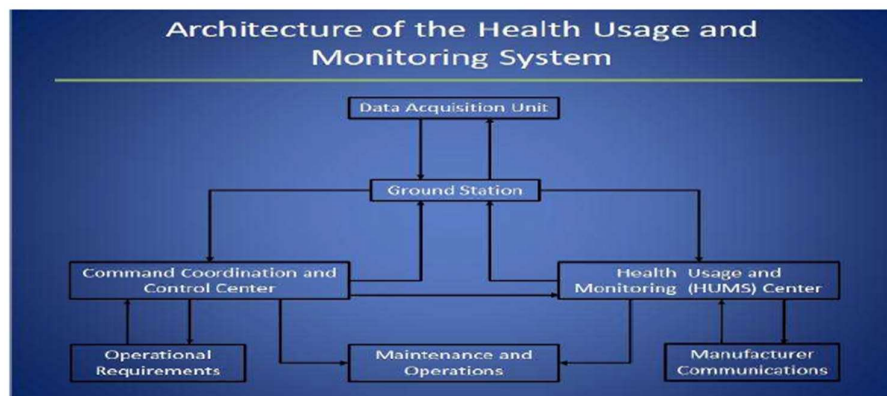 Architecture of the Health Usage and
Monitoring System
Data Acquisition Unit
Ground Station
Command Coordination and
Control Center
Health Usage and
Monitoring (HUMS) Center
Operational
Requirements
Maintenance and
Operations
Manufacturer
Communications